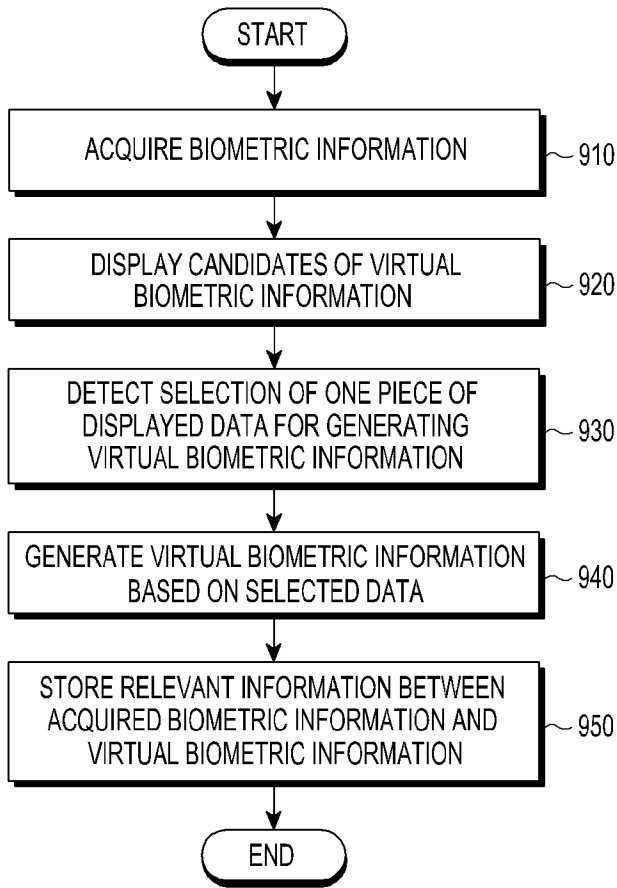 START
ACQUIRE BIOMETRIC INFORMATION
910
DISPLAY CANDIDATES OF VIRTUAL
BIOMETRIC INFORMATION
920
DETECT SELECTION OF ONE PIECE OF
DISPLAYED DATA FOR GENERATING
VIRTUAL BIOMETRIC INFORMATION
930
GENERATE VIRTUAL BIOMETRIC INFORMATION
BASED ON SELECTED DATA
940
STORE RELEVANT INFORMATION BETWEEN
ACQUIRED BIOMETRIC INFORMATION AND
VIRTUAL BIOMETRIC INFORMATION
950
END